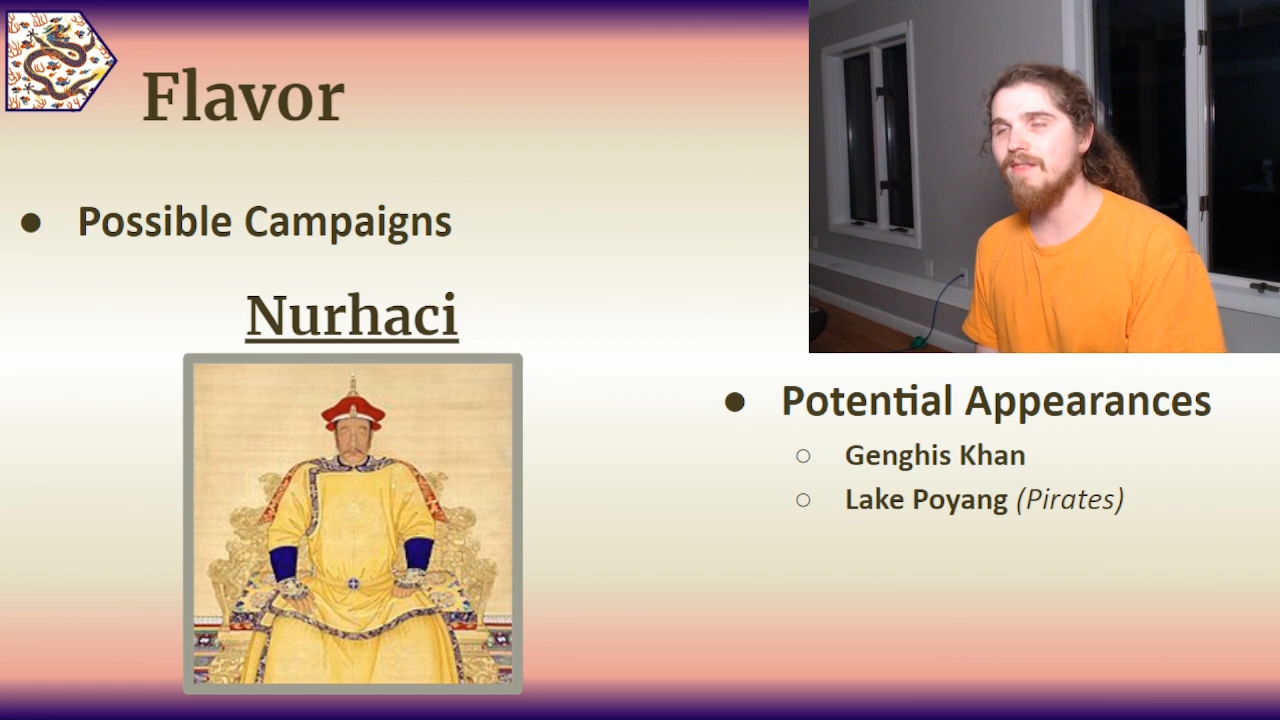 Flavor
● Possible Campaigns
Nurhaci
● Potential Appearances
○ Genghis Khan
○ Lake Poyang (Pirates)